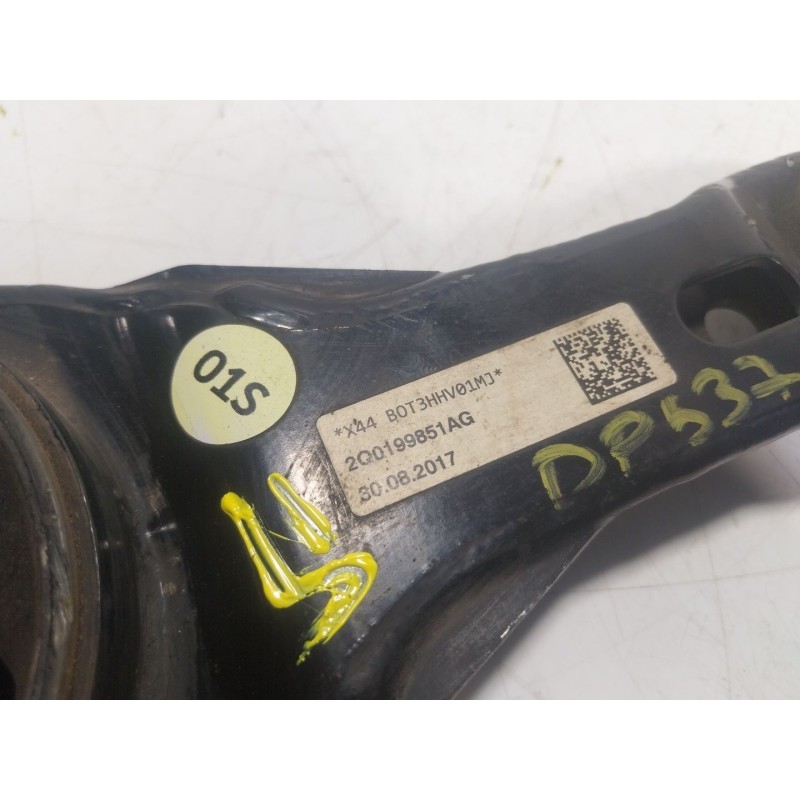 01S
*X44 BOT3HHV01MJ*
2Q0199851AG
30.08.2017
DP537